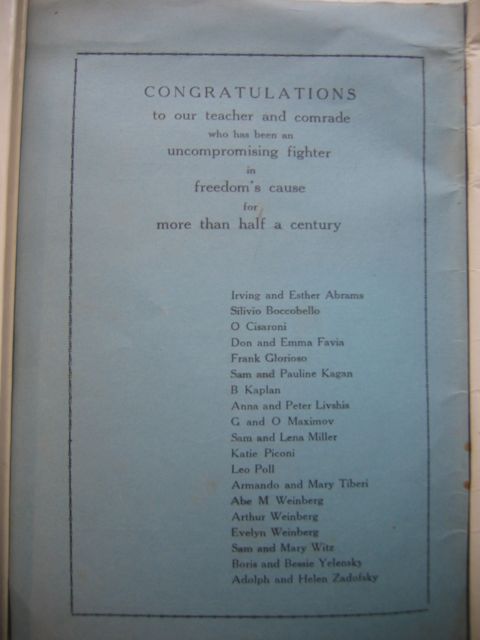 CONGRATULATIONS
to our teacher and comrade
who has been an
uncompromising fighter
in
freedom's cause
for
more than half a century
Irving and Esther Abrams
Silivio Boccobello
O Cisaroni
Don and Emma Favia
Frank Glorioso
Sam and Pauline Kagan
B Kaplan
Anna and Peter Livshis
G and O Maximov
Sam and Lena Miller
Katie Piconi
Leo Poll
Armando and Mary Tiberi
Abe M Weinberg
Arthur Weinberg
Evelyn Weinberg
Sam and Mary Witz
Boris and Bessie Yelensky
Adolph and Helen Zadofsky